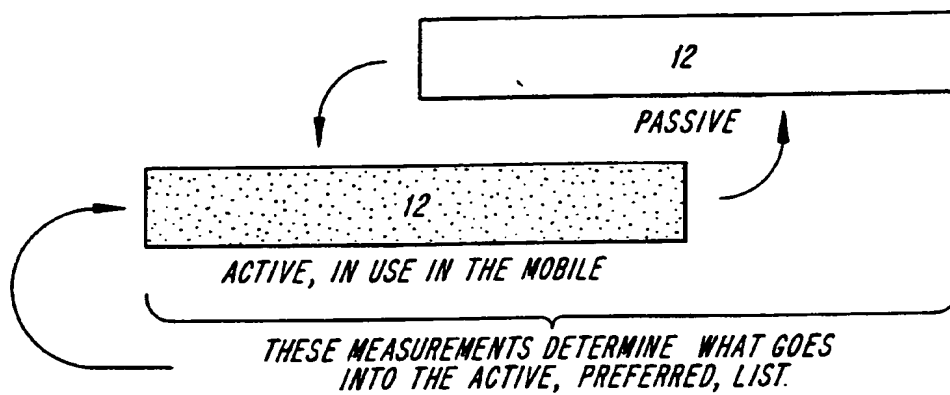 12
PASSIVE
12
ACTIVE, IN USE IN THE MOBILE
THESE MEASUREMENTS DETERMINE WHAT GOES
INTO THE ACTIVE, PREFERRED, LIST.